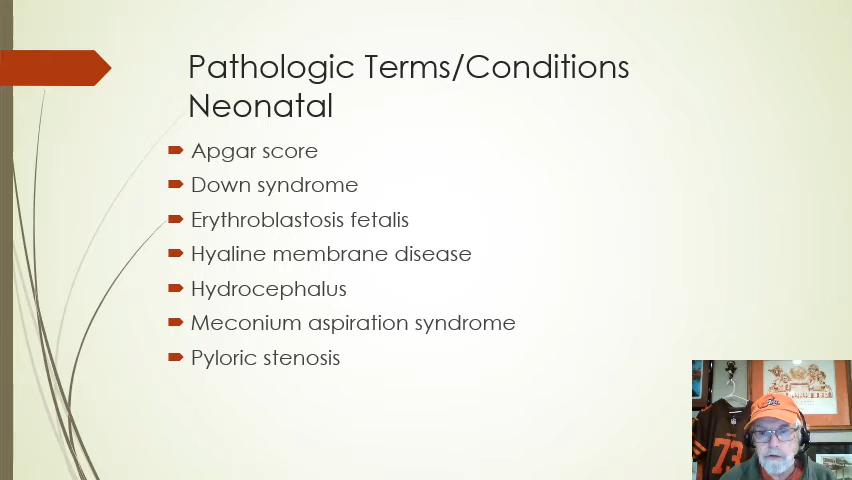 Pathologic Terms/Conditions
Neonatal
Apgar score
Down syndrome
Erythroblastosis fetalis
Hyaline membrane disease
Hydrocephalus
Meconium aspiration syndrome
Pyloric stenosis
73